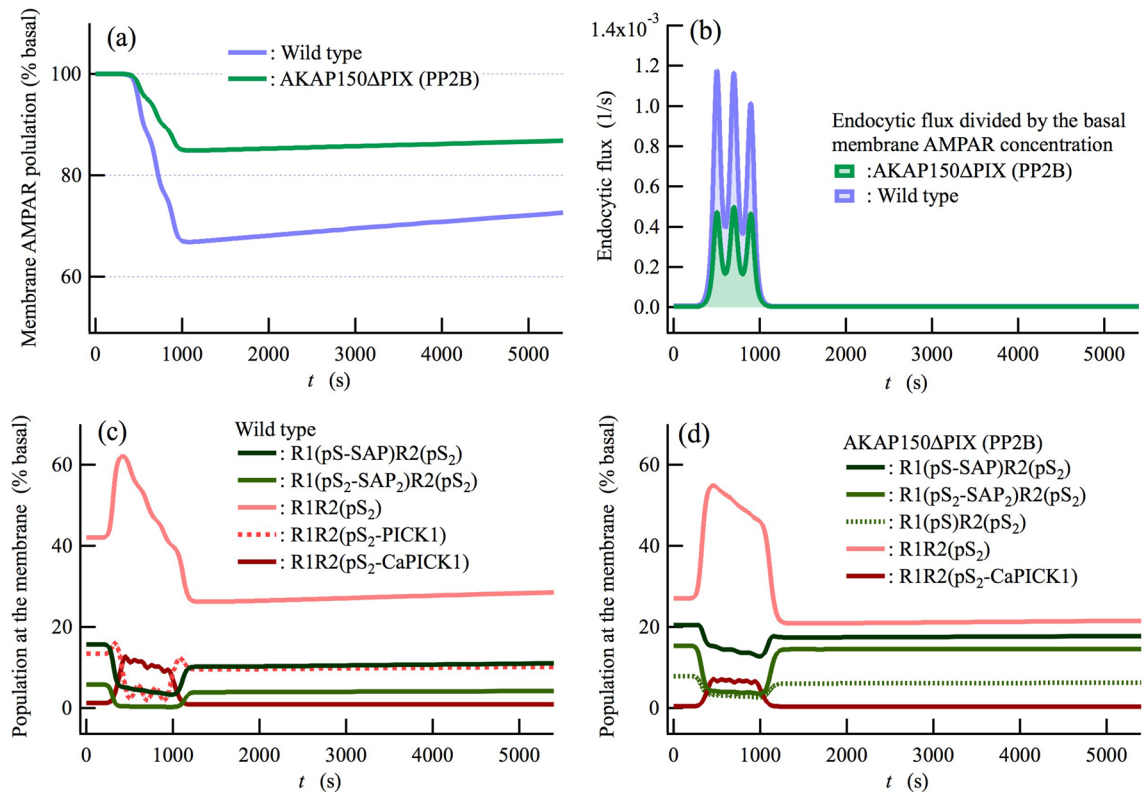 (a)
: Wild type
: AKAP150ΔPIX (PP2B)
Membrane AMPAR polulation (% basal)
100
80
60
0
1000
2000
3000
4000
5000
t (s)
(b)
1.4x10-3
1.2
1.0
0.8
0.6
0.4
0.2
0.0
Endocytic flux (1/s)
Endocytic flux divided by the basal
membrane AMPAR concentration
:AKAP150ΔPIX (PP2B)
: Wild type
0
1000
2000
3000
4000
5000
t (s)
(c)
Wild type
: R1(pS-SAP)R2(pS2)
: R1(pS2-SAP2)R2(pS2)
: R1R2(pS2)
: R1R2(pS2-PICK1)
: R1R2(pS2-CaPICK1)
Population at the membrane (% basal)
60
40
20
0
0
1000
2000
3000
4000
5000
t (s)
(d)
AKAP150ΔPIX (PP2B)
: R1(pS-SAP)R2(pS2)
: R1(pS2-SAP2)R2(pS2)
: R1(pS)R2(pS2)
: R1R2(pS2)
: R1R2(pS2-CaPICK1)
Population at the membrane (% basal)
60
40
20
0
0
1000
2000
3000
4000
5000
t (s)